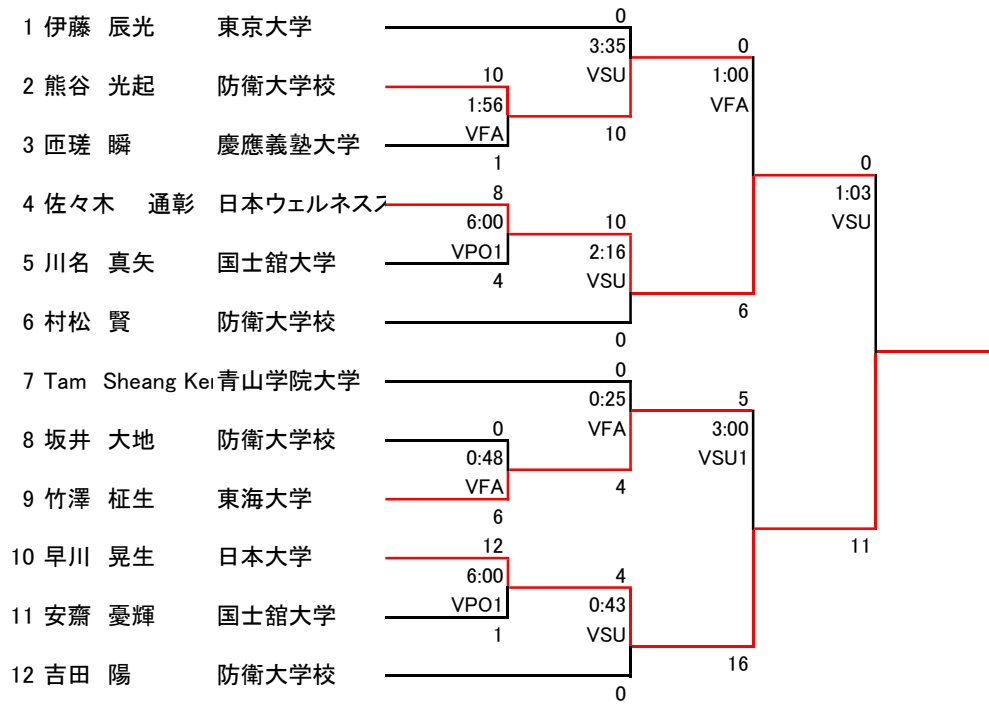 0
1 伊藤 辰光 東京大学
3:35 0
10 VSU 1:00
2 熊谷 光起 防衛大学校
1:56 VFA
VFA 10
3 匝瑳 瞬 慶應義塾大学
1 0
8 1:03
4 佐々木 通彰 日本ウェルネスス
6:00 10 VSU
VPO1 2:16
5 川名 真矢 国士舘大学
4 VSU
6
6 村松 賢 防衛大学校
0
0
7 Tam Sheang Ke 青山学院大学
0:25 5
0 VFA 3:00
8 坂井 大地 防衛大学校
0:48 VSU1
VFA 4
9 竹澤 柾生 東海大学
6
12 11
10 早川 晃生 日本大学
6:00 4
VPO1 0:43
11 安齋 憂輝 国士舘大学
1 VSU
16
12 吉田 陽 防衛大学校
0